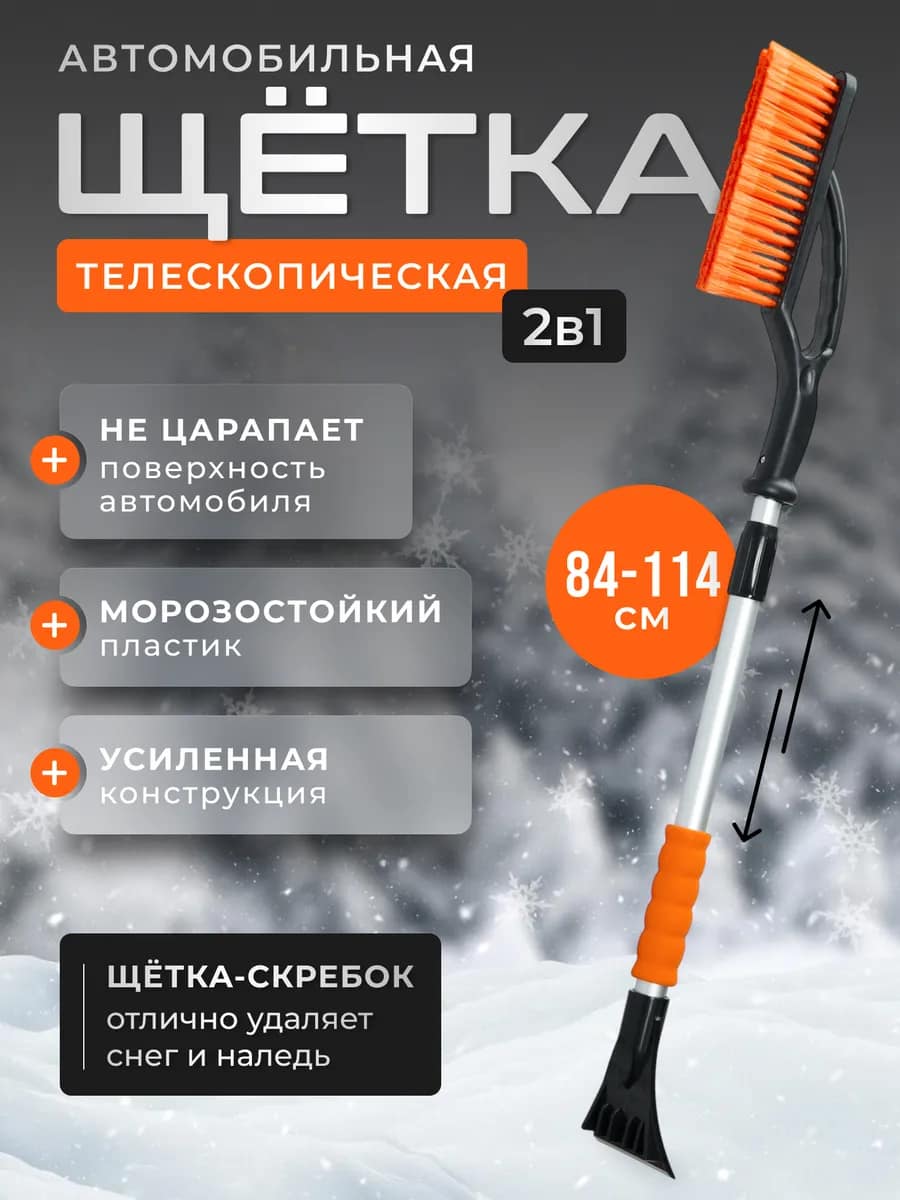 АВТОМОБИЛЬНАЯ
ЩЁТКА
ТЕЛЕСКОПИЧЕСКАЯ
2в1
НЕ ЦАРАПАЕТ
поверхность
автомобиля
84-114
см
МОРОЗОСТОЙКИЙ
пластик
УСИЛЕННАЯ
конструкция
ЩЁТКА-СКРЕБОК
отлично удаляет
снег и наледь